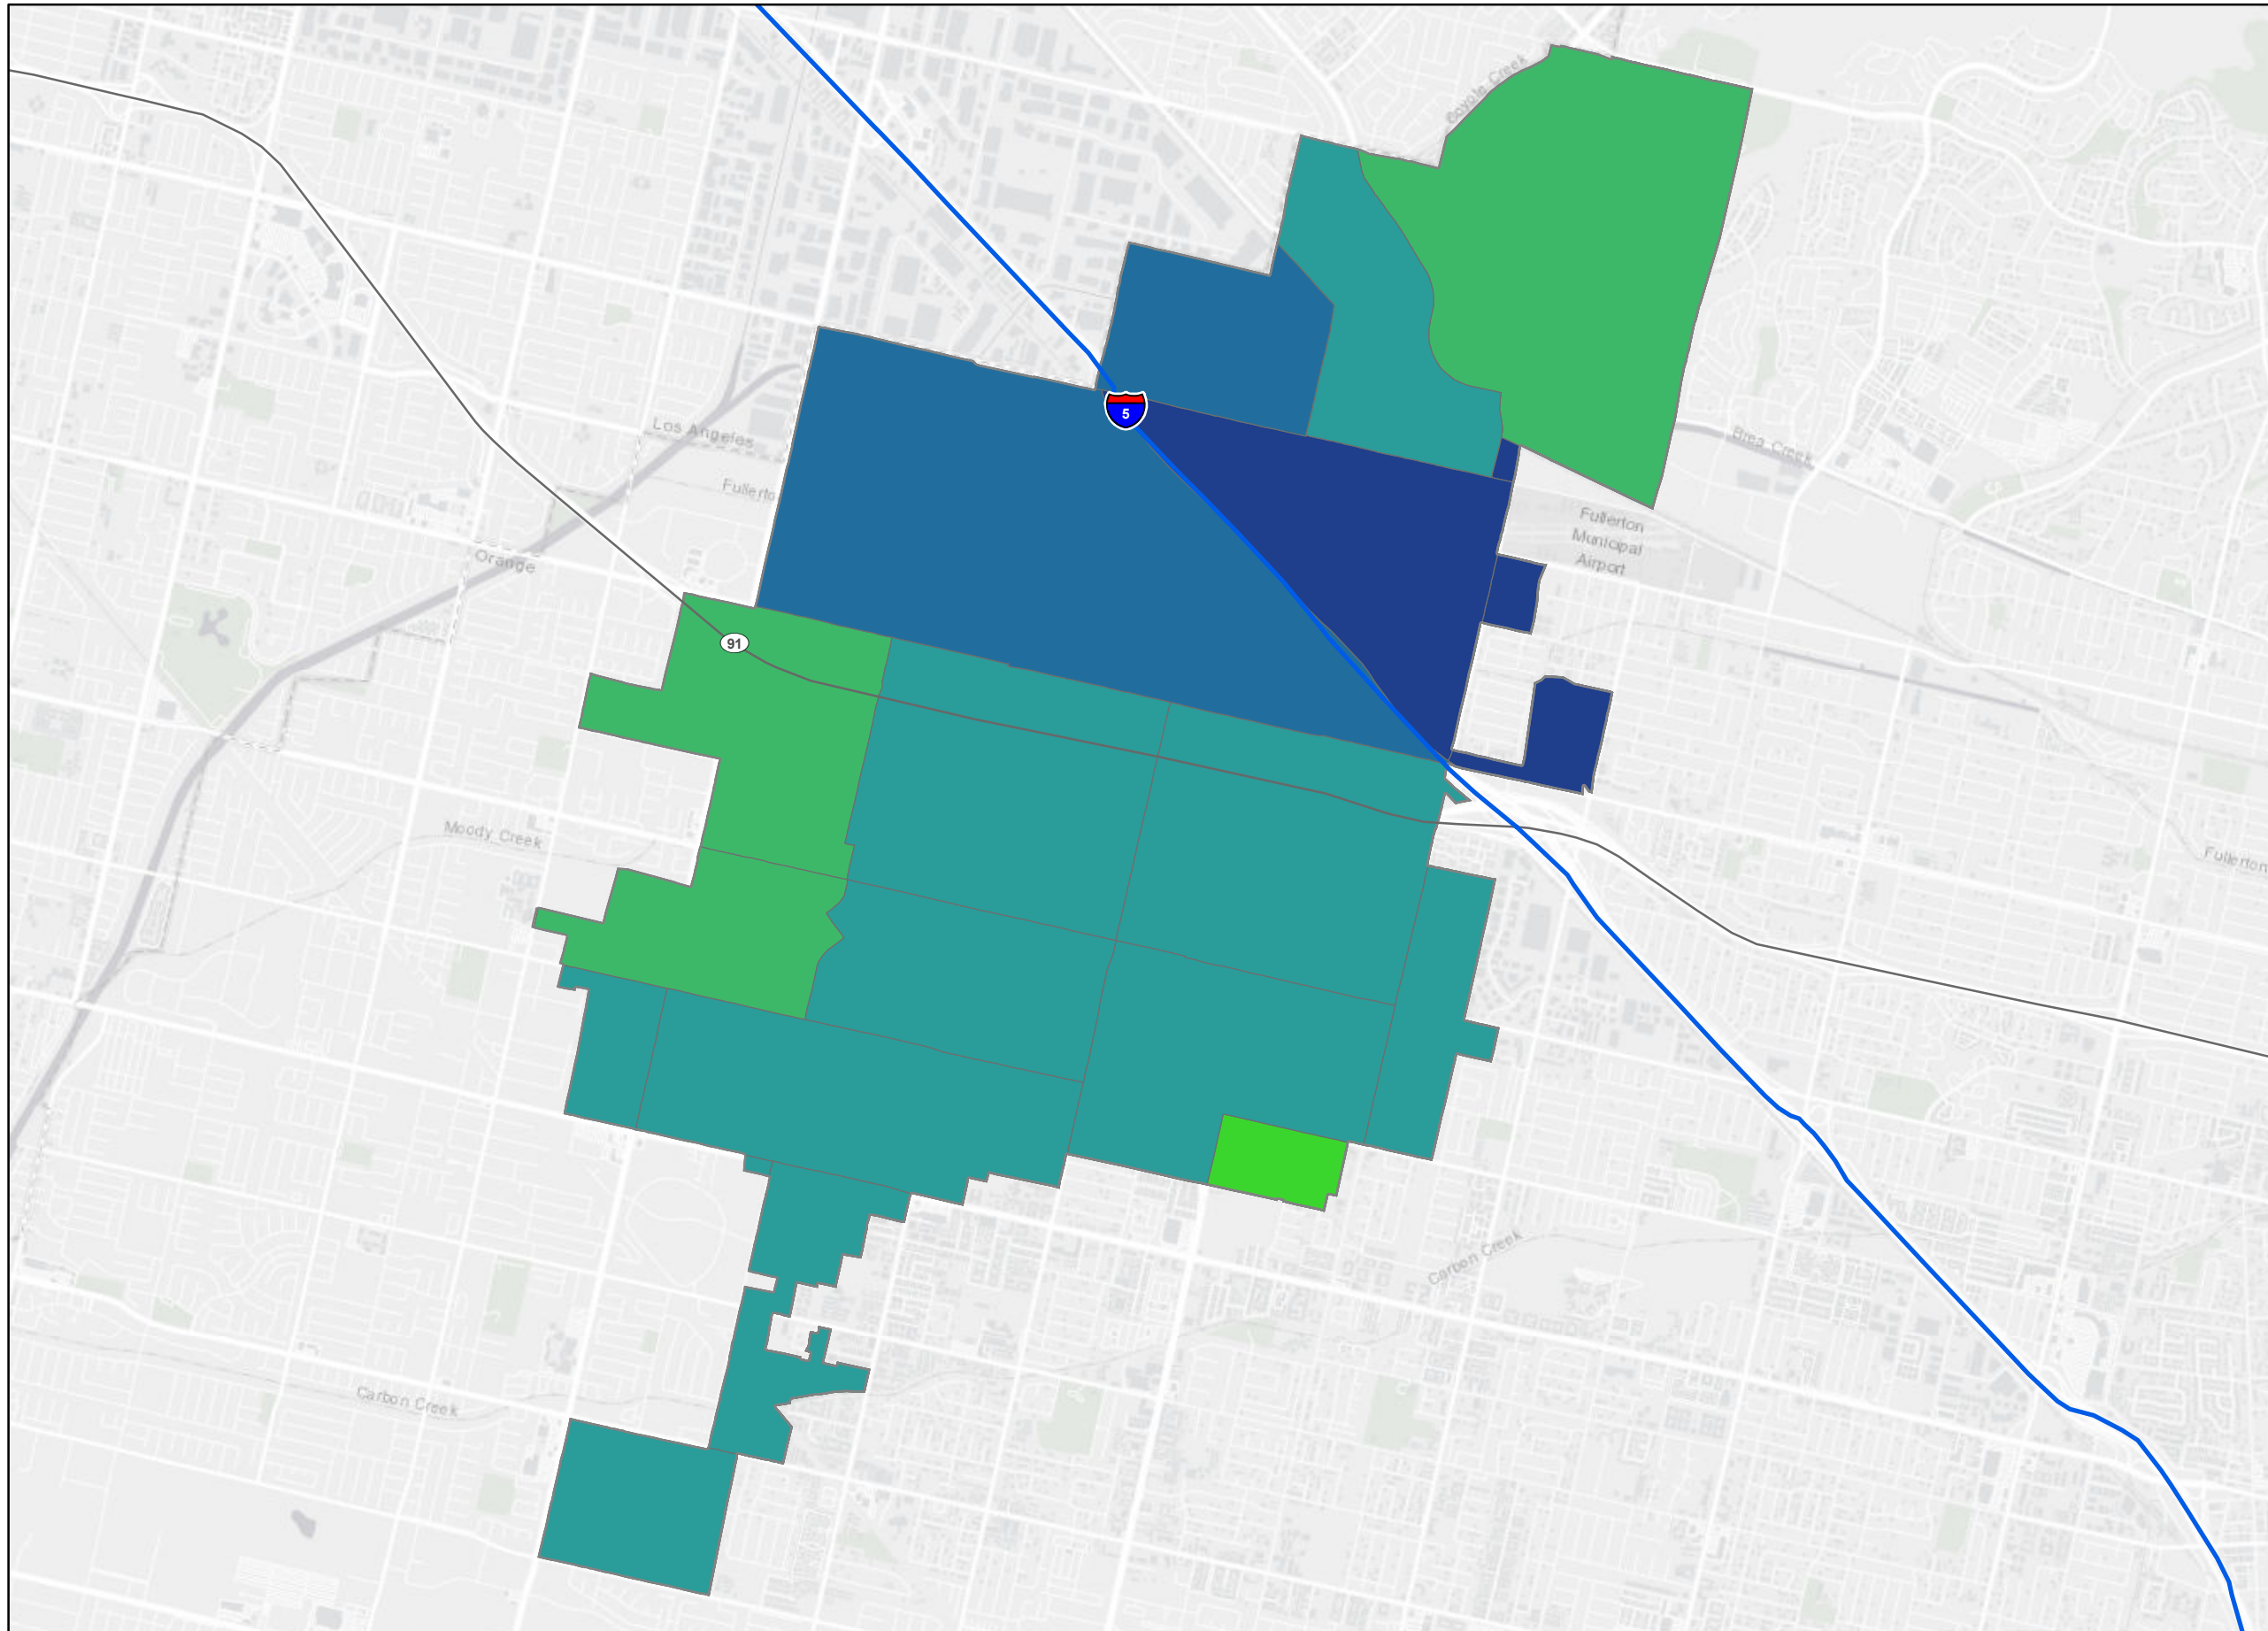 Coyote Creek
5
Los Angeles
Brea Creek
Fullerto
Fullerton
Municipal
Airport
Orange
91
Moody Creek
Fullerton
Carbon Creek
Carbon Creek